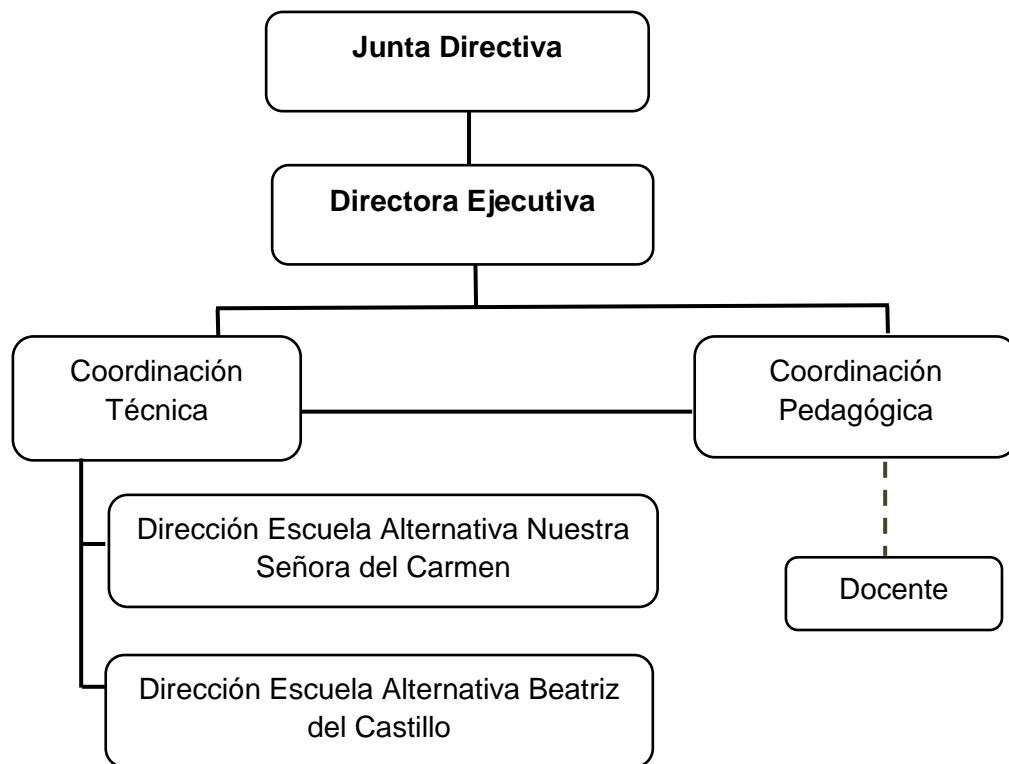 Junta Directiva
Directora Ejecutiva
Coordinación
Técnica
Coordinación
Pedagógica
Dirección Escuela Alternativa Nuestra
Señora del Carmen
Docente
Dirección Escuela Alternativa Beatriz
del Castillo